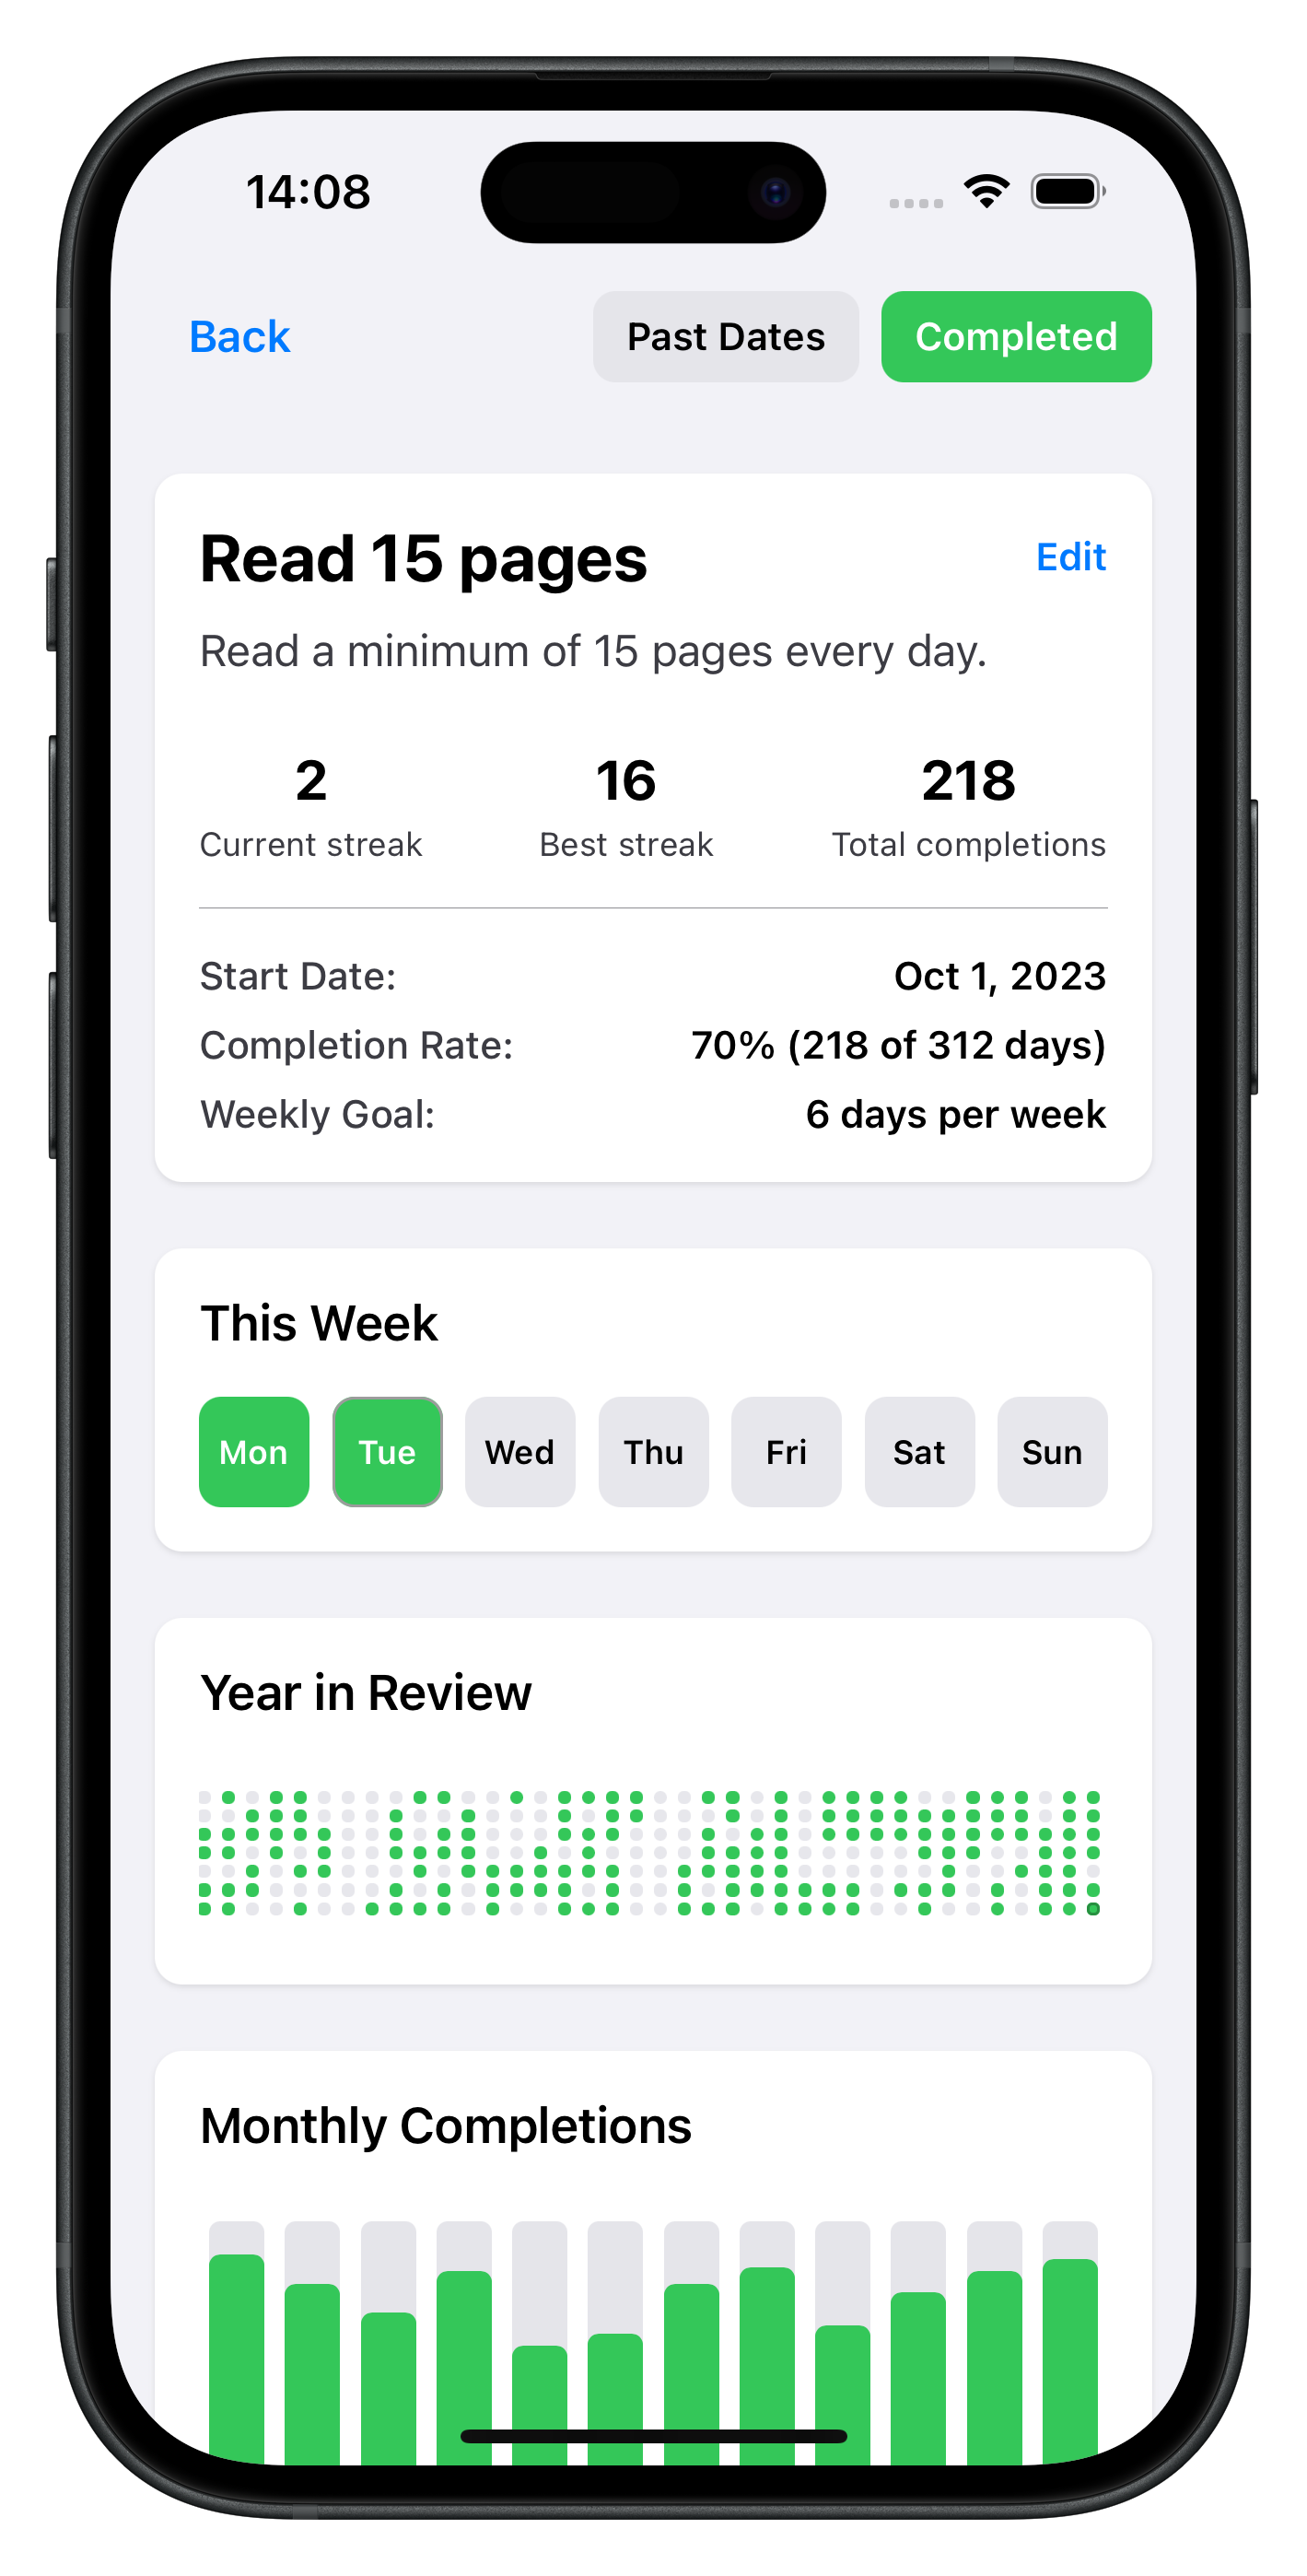 14:08
Back
Past Dates
Completed
Read 15 pages
Edit
Read a minimum of 15 pages every day.
2
16
218
Current streak
Best streak
Total completions
Start Date:
Oct 1, 2023
Completion Rate:
70% (218 of 312 days)
Weekly Goal:
6 days per week
This Week
Mon
Tue
Wed
Thu
Fri
Sat
Sun
Year in Review
Monthly Completions